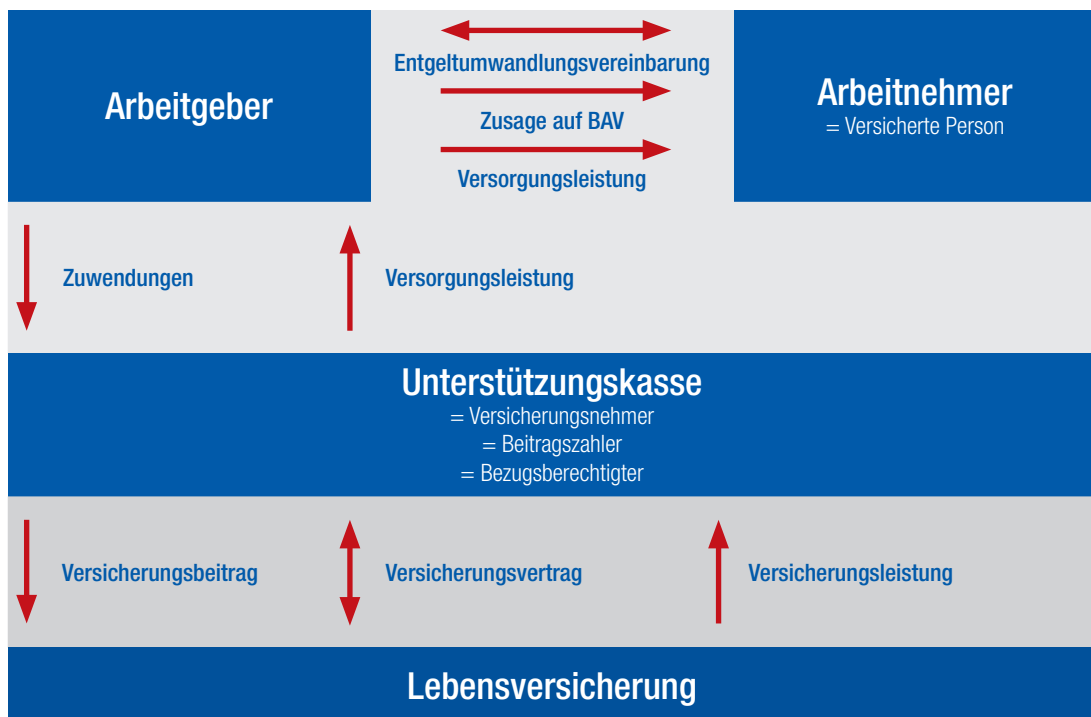 Arbeitgeber
Entgeltumwandlungsvereinbarung
Zusage auf BAV
Versorgungsleistung
Arbeitnehmer
= Versicherte Person
Zuwendungen
Versorgungsleistung
Unterstützungskasse
= Versicherungsnehmer
= Beitragszahler
= Bezugsberechtigter
Versicherungsbeitrag
Versicherungsvertrag
Versicherungsleistung
Lebensversicherung